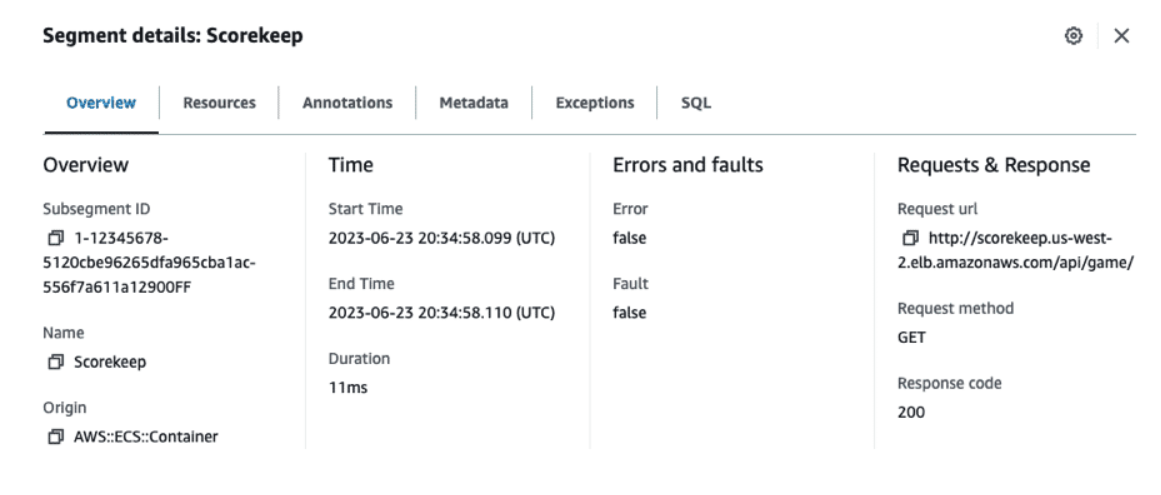 Segment details: Scorekeep
Overview
Resources
Annotations
Metadata
Exceptions
SQL
Overview
Subsegment ID
1-12345678-
5120cbe96265dfa965cba1ac-
556f7a611a12900FF
Name
Scorekeep
Origin
AWS::ECS::Container
Time
Start Time
2023-06-23 20:34:58.099 (UTC)
End Time
2023-06-23 20:34:58.110 (UTC)
Duration
11ms
Errors and faults
Error
false
Fault
false
Requests & Response
Request url
http://scorekeep.us-west-
2.elb.amazonaws.com/api/game/
Request method
GET
Response code
200